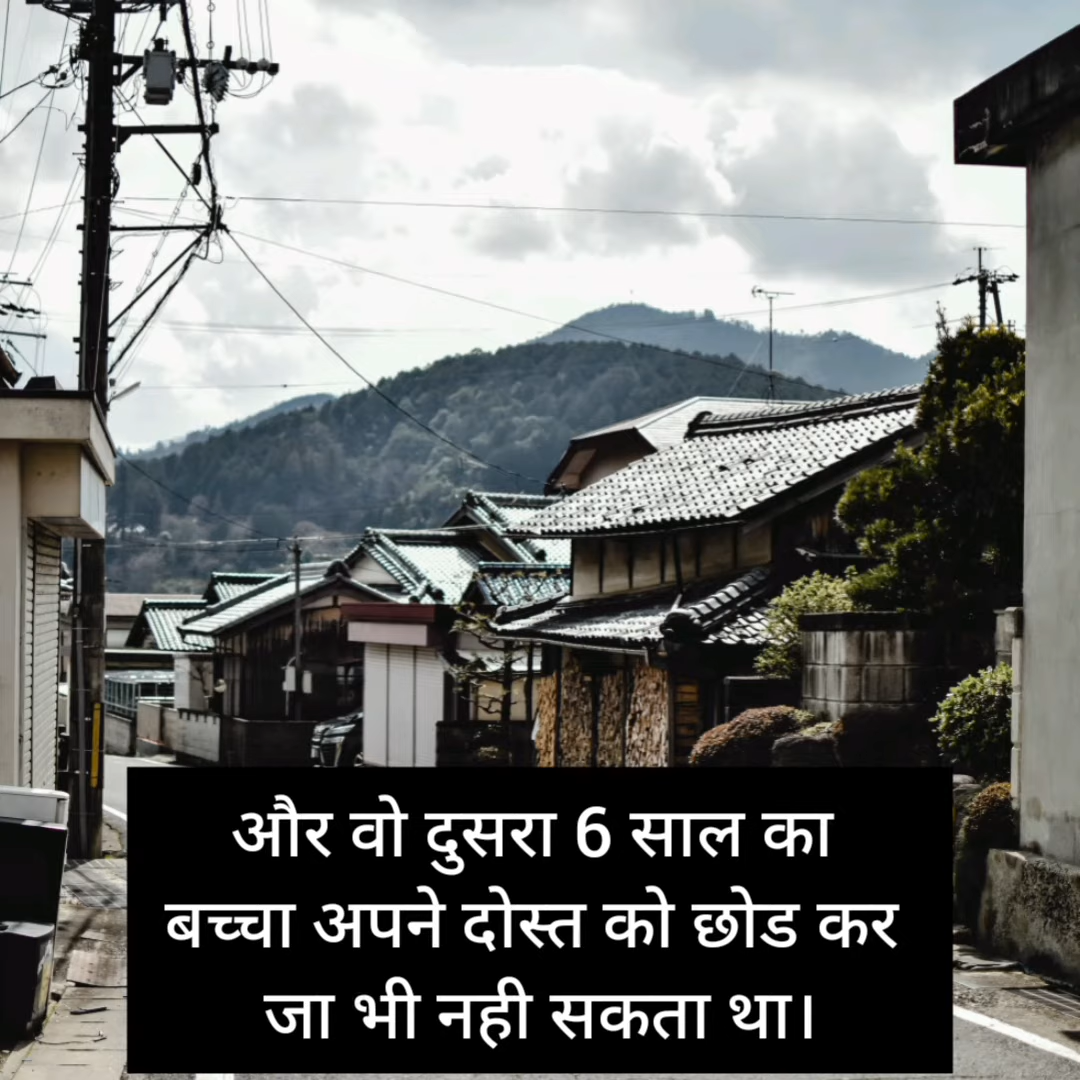 और वो दुसरा 6 साल का
बच्चा अपने दोस्त को छोड कर
जा भी नही सकता था।